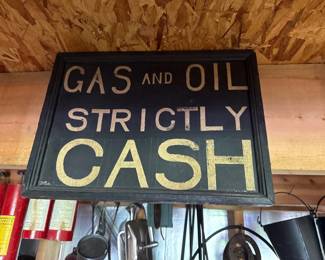 GAS AND OIL
STRICTLY
CASH